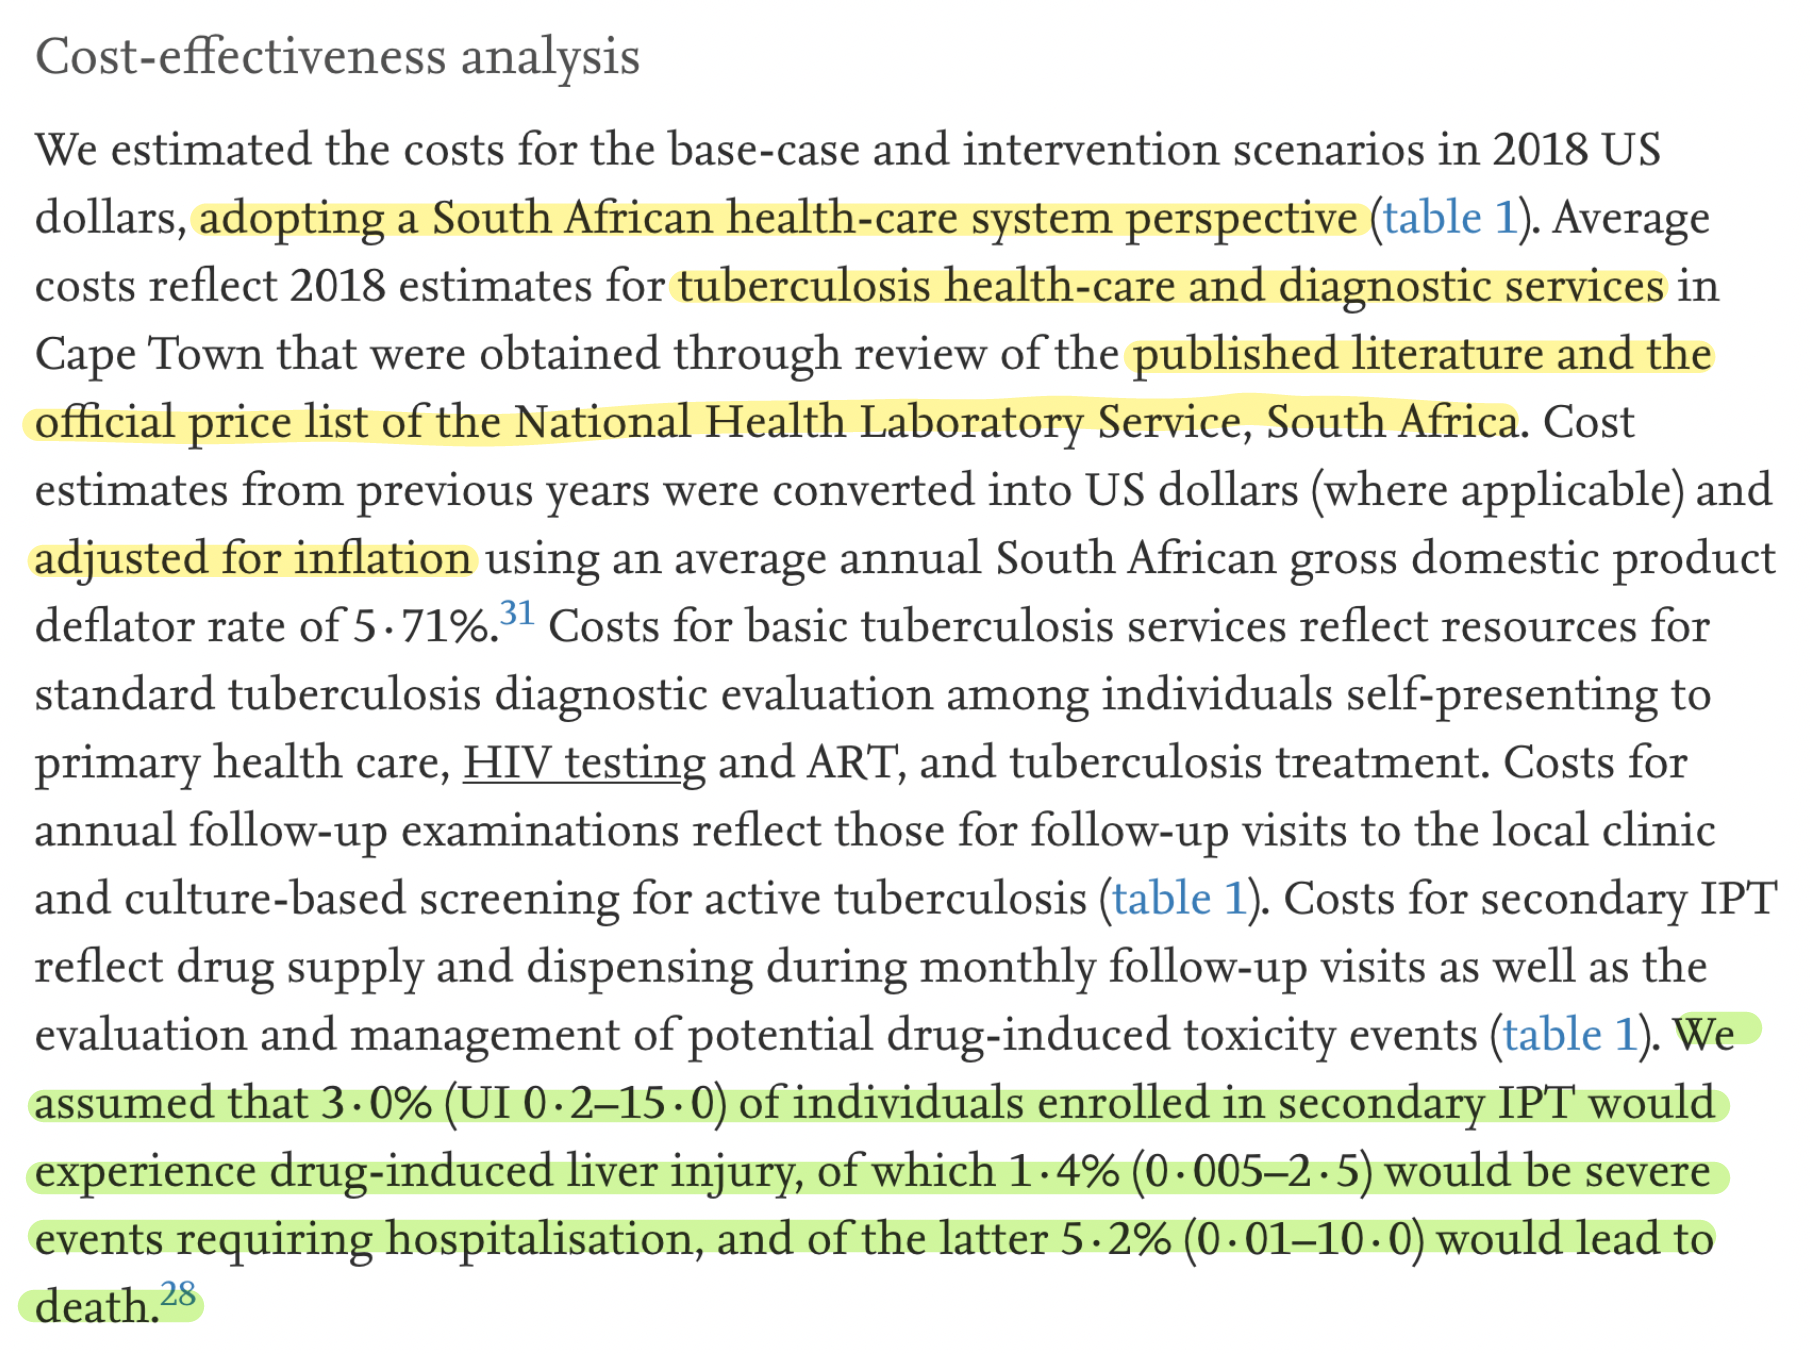 Cost-effectiveness analysis
We estimated the costs for the base-case and intervention scenarios in 2018 US
dollars, adopting a South African health-care system perspective (table 1). Average
costs reflect 2018 estimates for tuberculosis health-care and diagnostic services in
Cape Town that were obtained through review of the published literature and the
official price list of the National Health Laboratory Service, South Africa. Cost
estimates from previous years were converted into US dollars (where applicable) and
adjusted for inflation using an average annual South African gross domestic product
deflator rate of 5·71%.31 Costs for basic tuberculosis services reflect resources for
standard tuberculosis diagnostic evaluation among individuals self-presenting to
primary health care, HIV testing and ART, and tuberculosis treatment. Costs for
annual follow-up examinations reflect those for follow-up visits to the local clinic
and culture-based screening for active tuberculosis (table 1). Costs for secondary IPT
reflect drug supply and dispensing during monthly follow-up visits as well as the
evaluation and management of potential drug-induced toxicity events (table 1). We
assumed that 3·0% (UI 0·2–15·0) of individuals enrolled in secondary IPT would
experience drug-induced liver injury, of which 1·4% (0·005–2·5) would be severe
events requiring hospitalisation, and of the latter 5·2% (0·01–10·0) would lead to
death.28